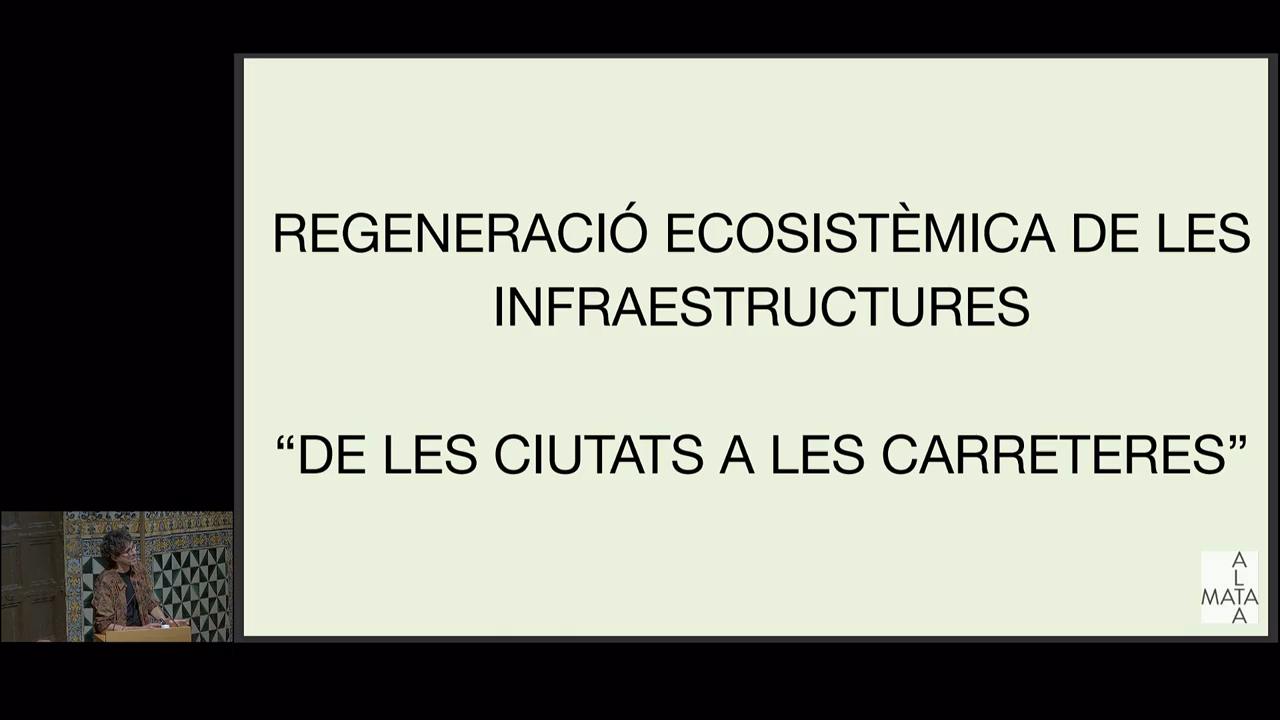 REGENERACIÓ ECOSISTÈMICA DE LES
INFRAESTRUCTURES
“DE LES CIUTATS A LES CARRETERES”
A
L
MATA
A